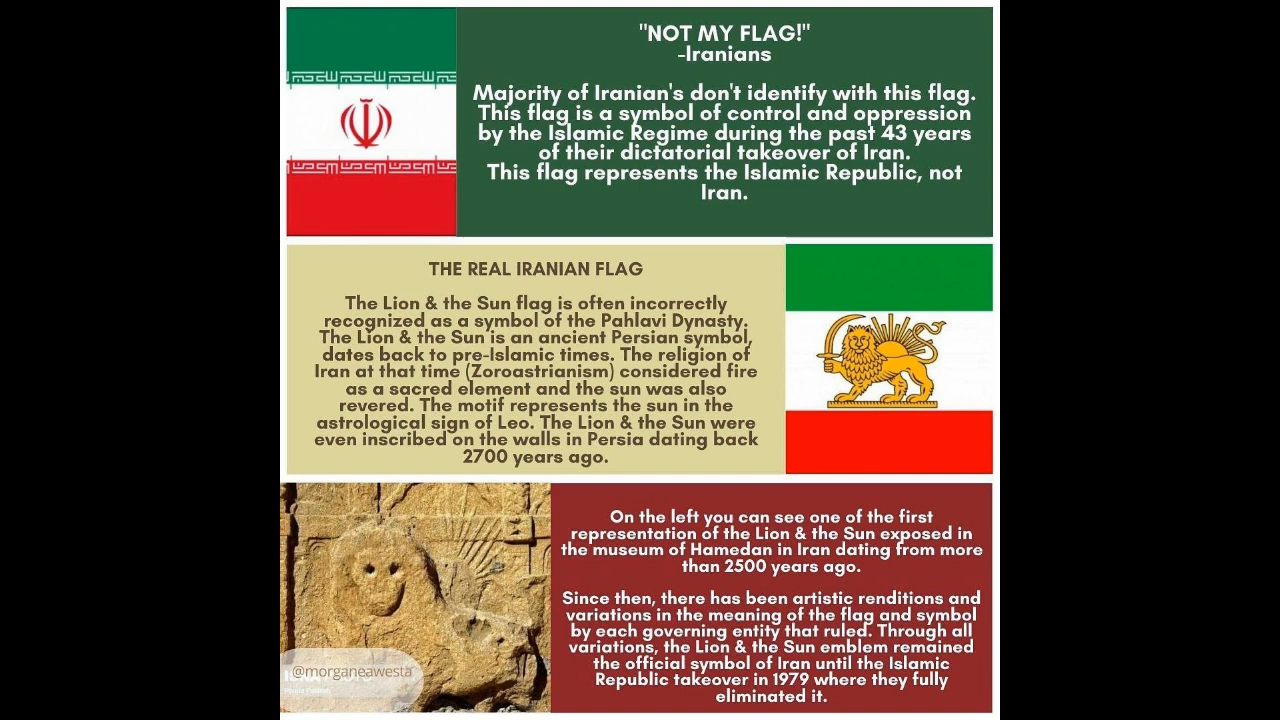 "NOT MY FLAG!"
-Iranians
Majority of Iranian's don't identify with this flag.
This flag is a symbol of control and oppression
by the Islamic Regime during the past 43 years
of their dictatorial takeover of Iran.
This flag represents the Islamic Republic, not
Iran.
THE REAL IRANIAN FLAG
The Lion & the Sun flag is often incorrectly
recognized as a symbol of the Pahlavi Dynasty.
The Lion & the Sun is an ancient Persian symbol,
dates back to pre-Islamic times. The religion of
Iran at that time (Zoroastrianism) considered fire
as a sacred element and the sun was also
revered. The motif represents the sun in the
astrological sign of Leo. The Lion & the Sun were
even inscribed on the walls in Persia dating back
2700 years ago.
On the left you can see one of the first
representation of the Lion & the Sun exposed in
the museum of Hamedan in Iran dating from more
than 2500 years ago.
Since then, there has been artistic renditions and
variations in the meaning of the flag and symbol
by each governing entity that ruled. Through all
variations, the Lion & the Sun emblem remained
the official symbol of Iran until the Islamic
Republic takeover in 1979 where they fully
eliminated it.
@morganeawesta